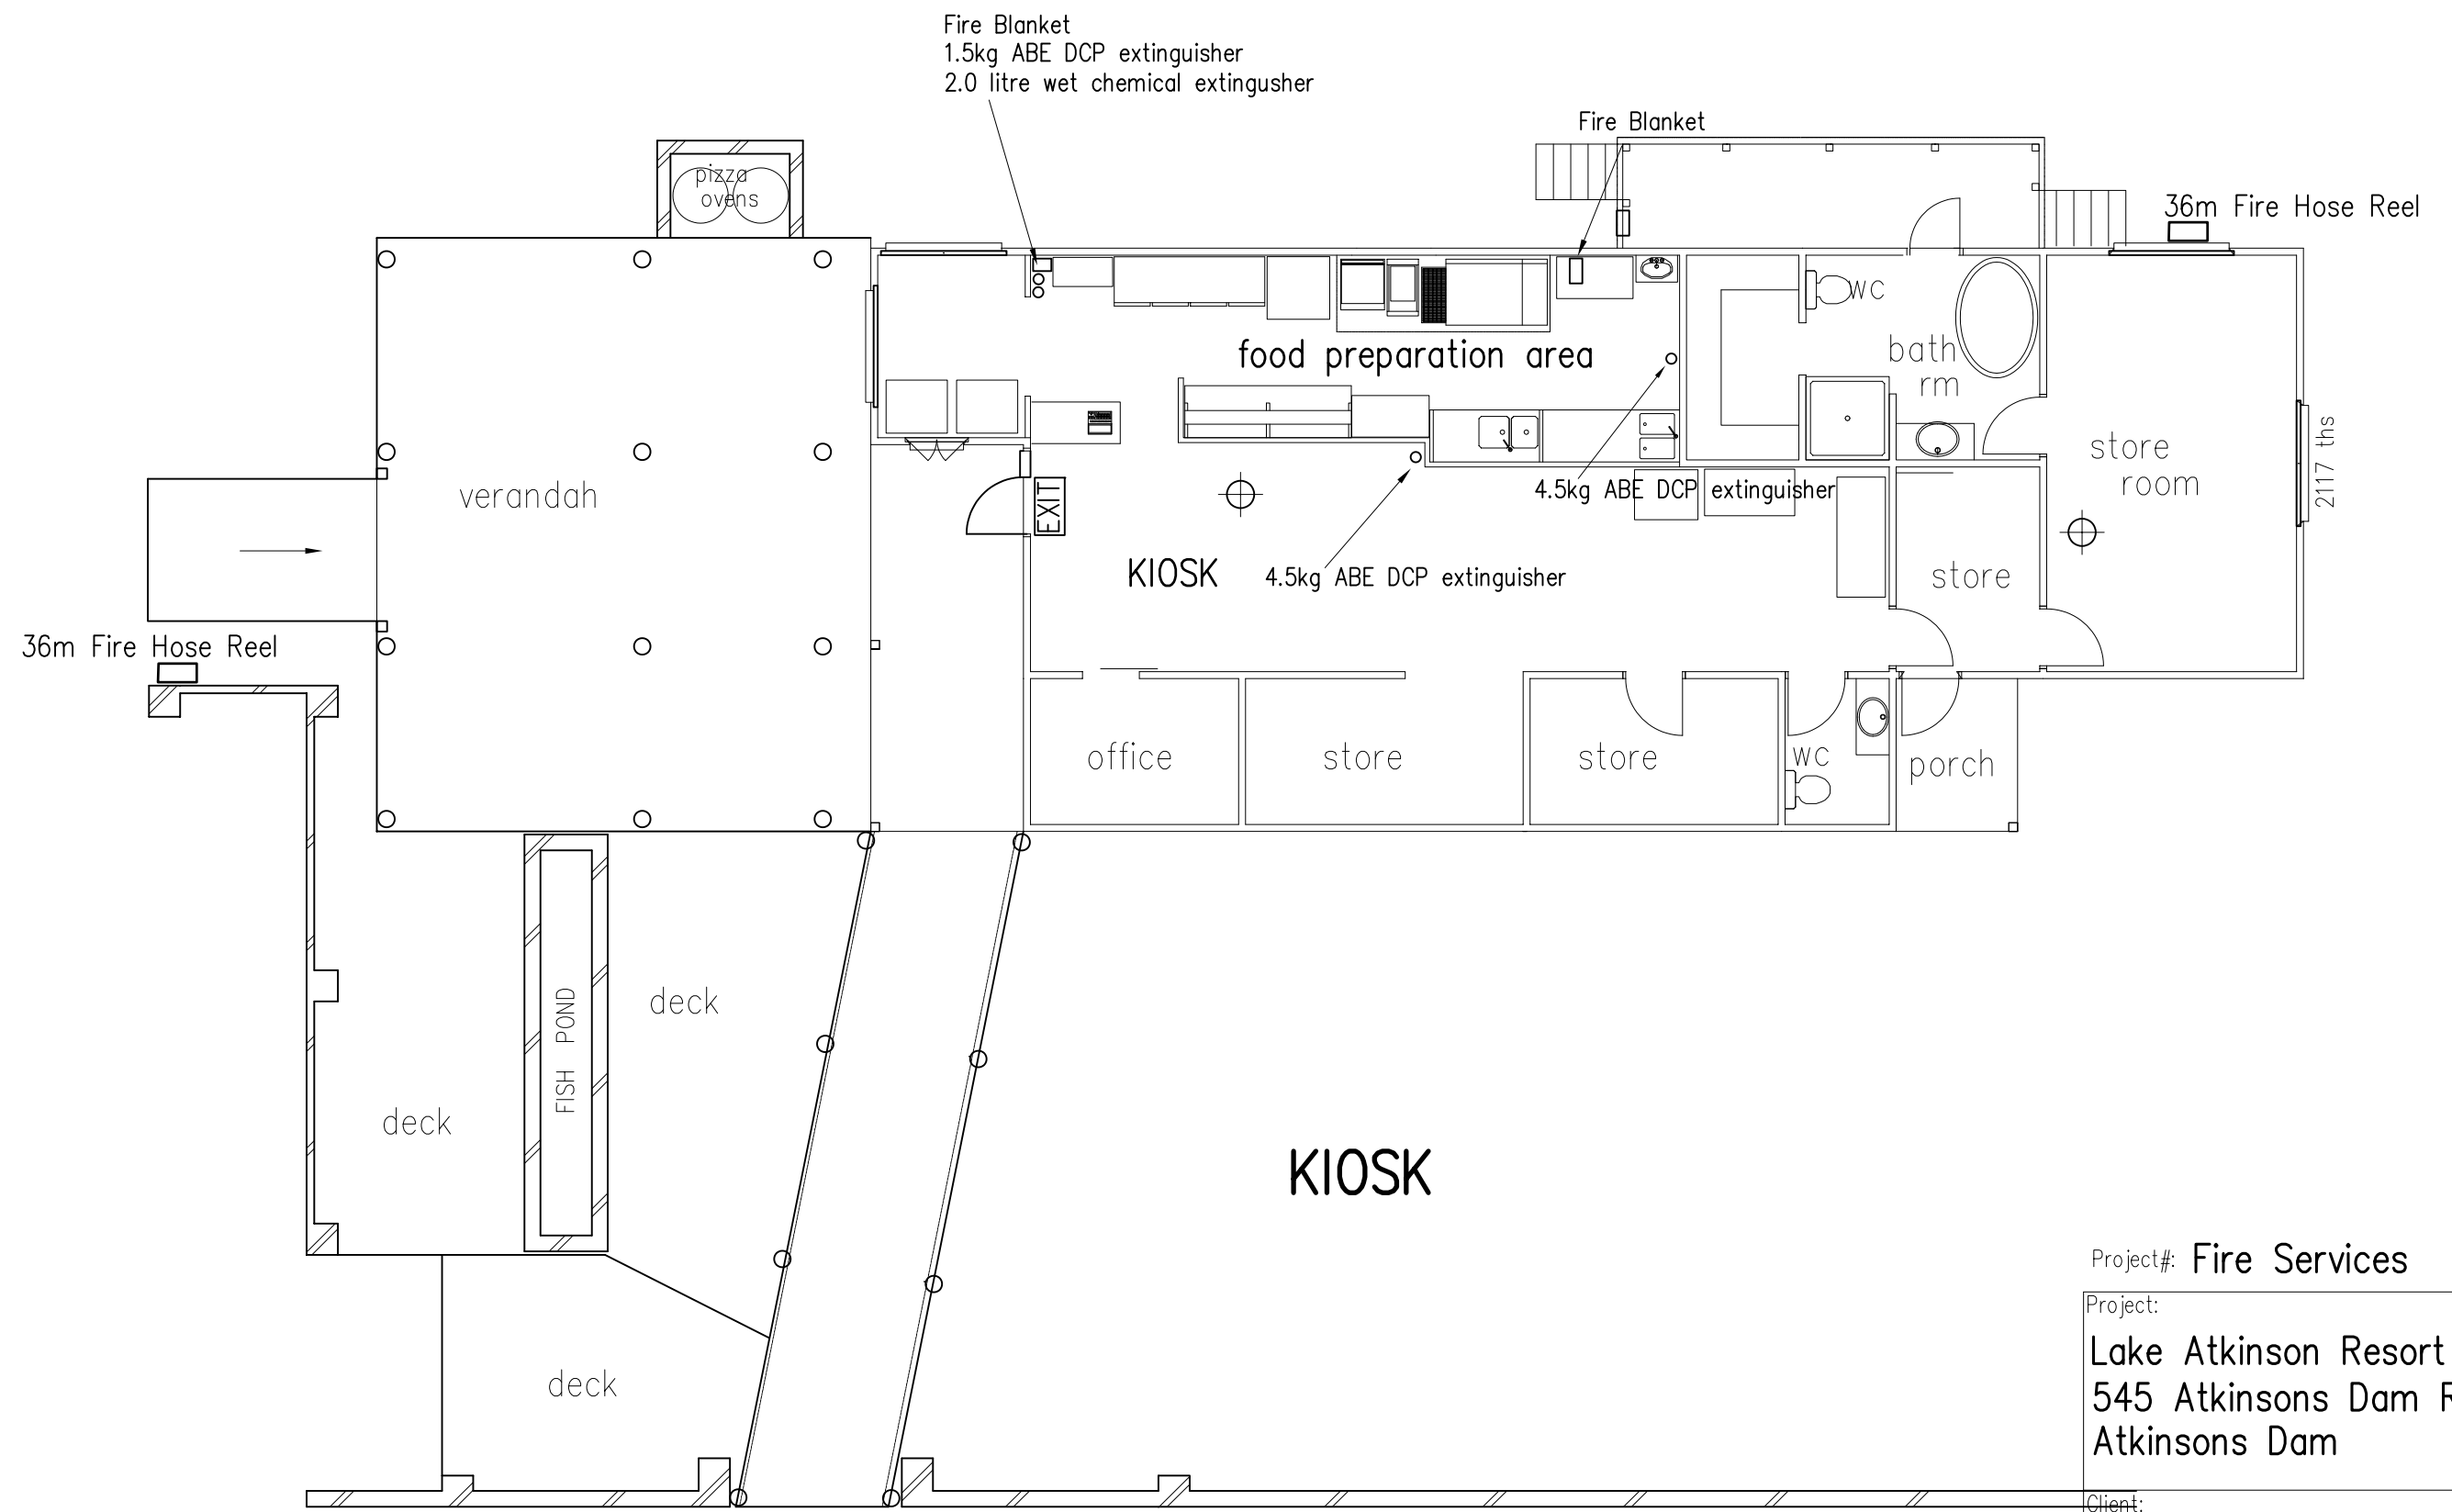 Fire Blanket
1.5kg ABE DCP extinguisher
2.0 litre wet chemical extingusher
Fire Blanket
pizza
ovens
36m Fire Hose Reel
WC
food preparation area
bath
rm
store
room
2117 ths
verandah
EXIT
4.5kg ABE DCP extinguisher
KIOSK
4.5kg ABE DCP extinguisher
store
36m Fire Hose Reel
office
store
store
WC
porch
deck
FISH POND
deck
KIOSK
deck
Project#: Fire Services
Project:
Lake Atkinson Resort
545 Atkinsons Dam R
Atkinsons Dam
Client: